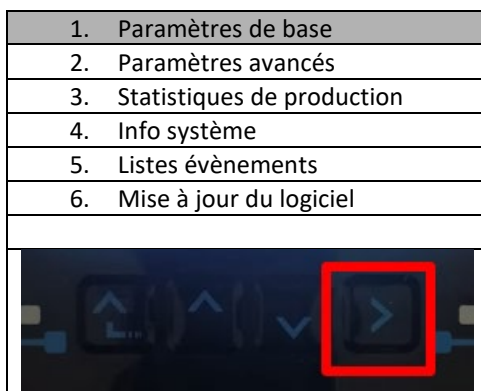 1. Paramètres de base
2. Paramètres avancés
3. Statistiques de production
4. Info système
5. Listes évènements
6. Mise à jour du logiciel